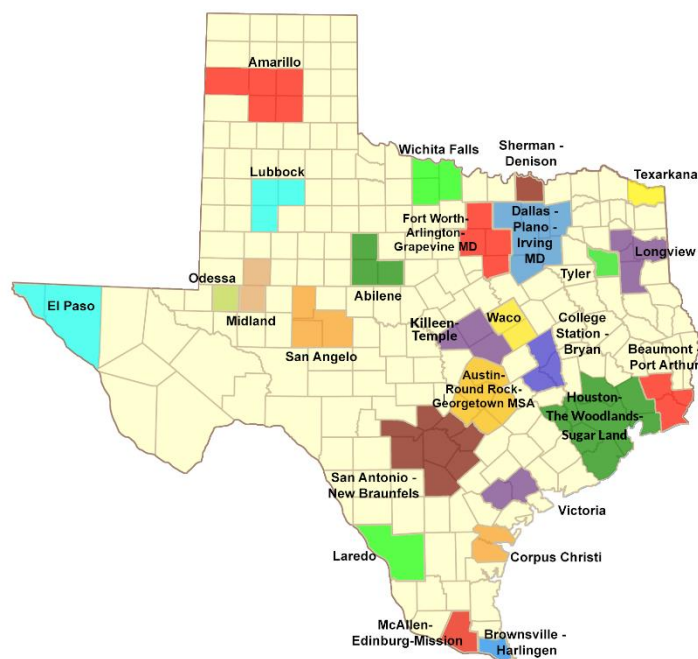 Amarillo
Wichita Falls
Sherman -
Denison
Texarkana
Lubbock
Fort Worth-
Arlington-
Grapevine MD
Dallas -
Plano -
Irving
MD
Longview
Tyler
Odessa
Midland
Abilene
El Paso
San Angelo
Killeen-
Temple
Waco
College
Station -
Bryan
Beaumont -
Port Arthur
Austin-
Round Rock-
Georgetown MSA
Houston-
The Woodlands-
Sugar Land
San Antonio -
New Braunfels
Victoria
Laredo
Corpus Christi
McAllen-
Edinburg-Mission
Brownsville -
Harlingen